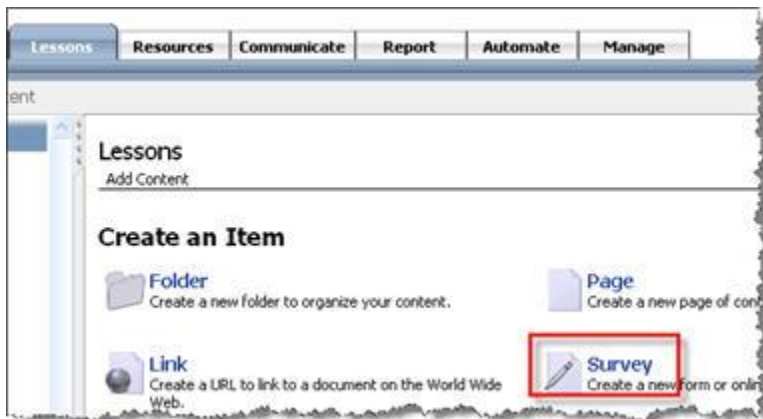 Lessons Resources Communicate Report Automate Manage
ent
Lessons
Add Content
Create an Item
Folder
Create a new folder to organize your content.
Page
Create a new page of con
Link
Create a URL to link to a document on the World Wide
Web.
Survey
Create a new form or onlin